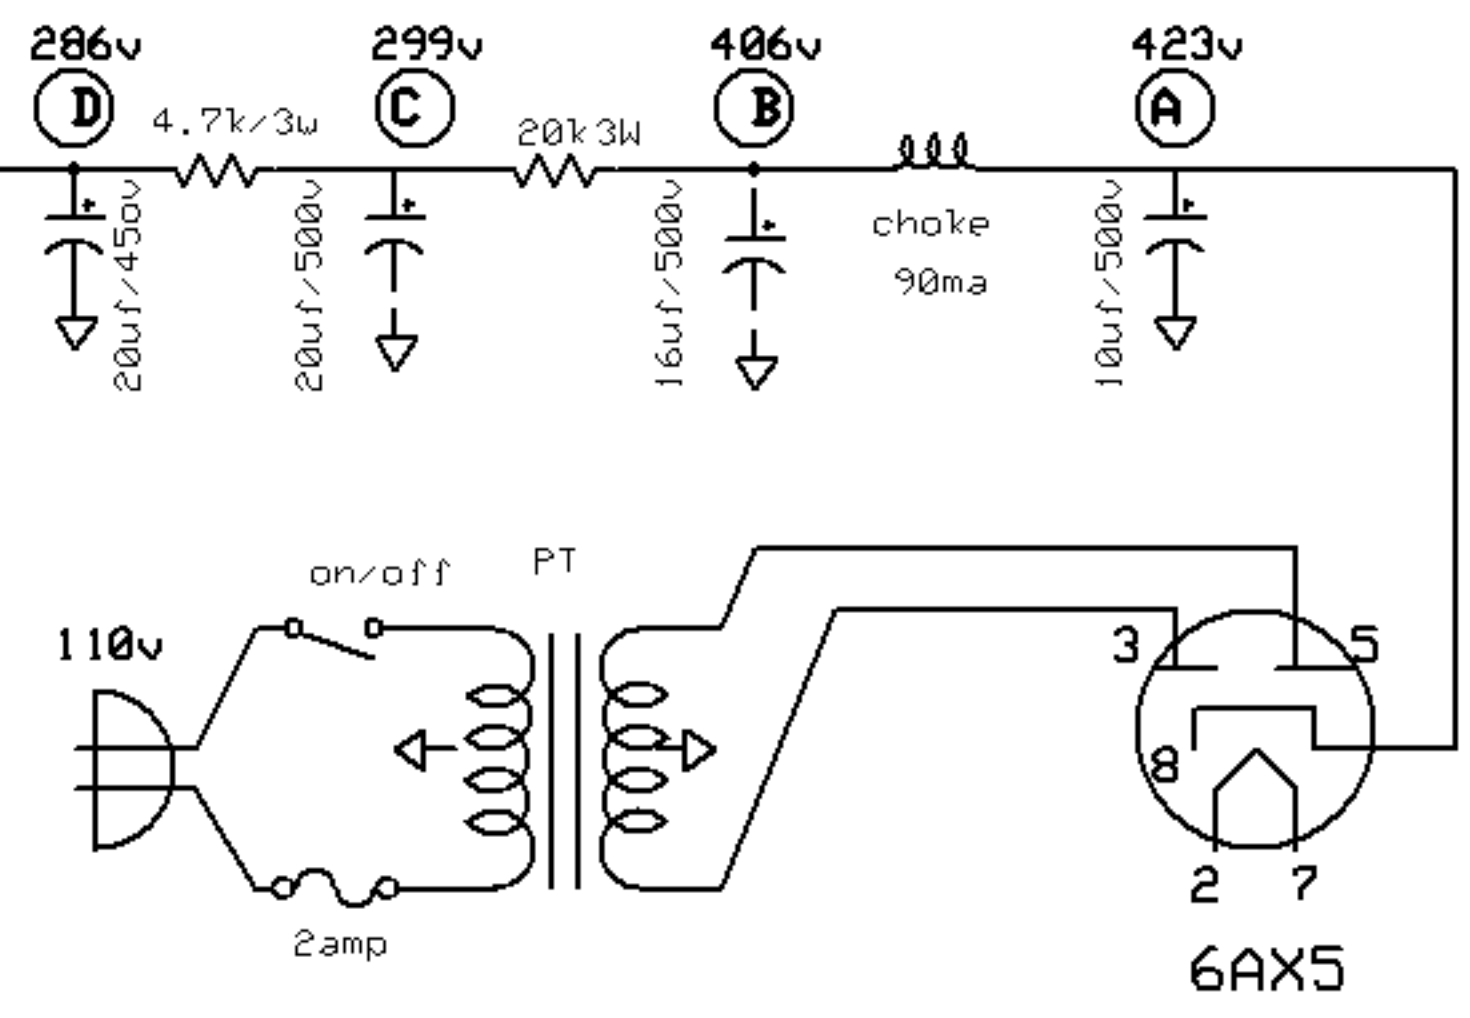 286v
299v
406v
423v
D
C
B
A
4.7k/3w
20k3W
20uf/450v
20uf/500v
16uf/500v
choke
90ma
10uf/500v
on/off
PT
110v
3
5
8
2
7
2amp
6AX5